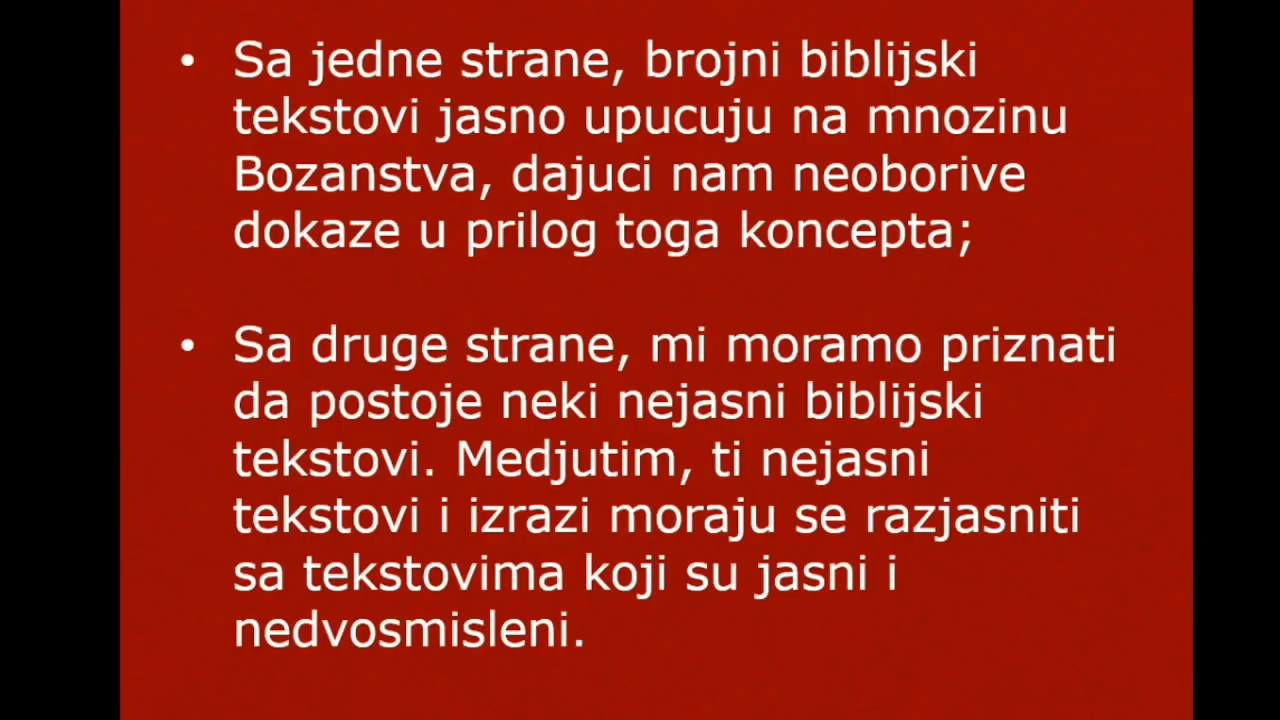 • Sa jedne strane, brojni biblijski
tekstovi jasno upucuju na mnozinu
Bozanstva, dajuci nam neoborive
dokaze u prilog toga koncepta;
• Sa druge strane, mi moramo priznati
da postoje neki nejasni biblijski
tekstovi. Medjutim, ti nejasni
tekstovi i izrazi moraju se razjasniti
sa tekstovima koji su jasni i
nedvosmisleni.